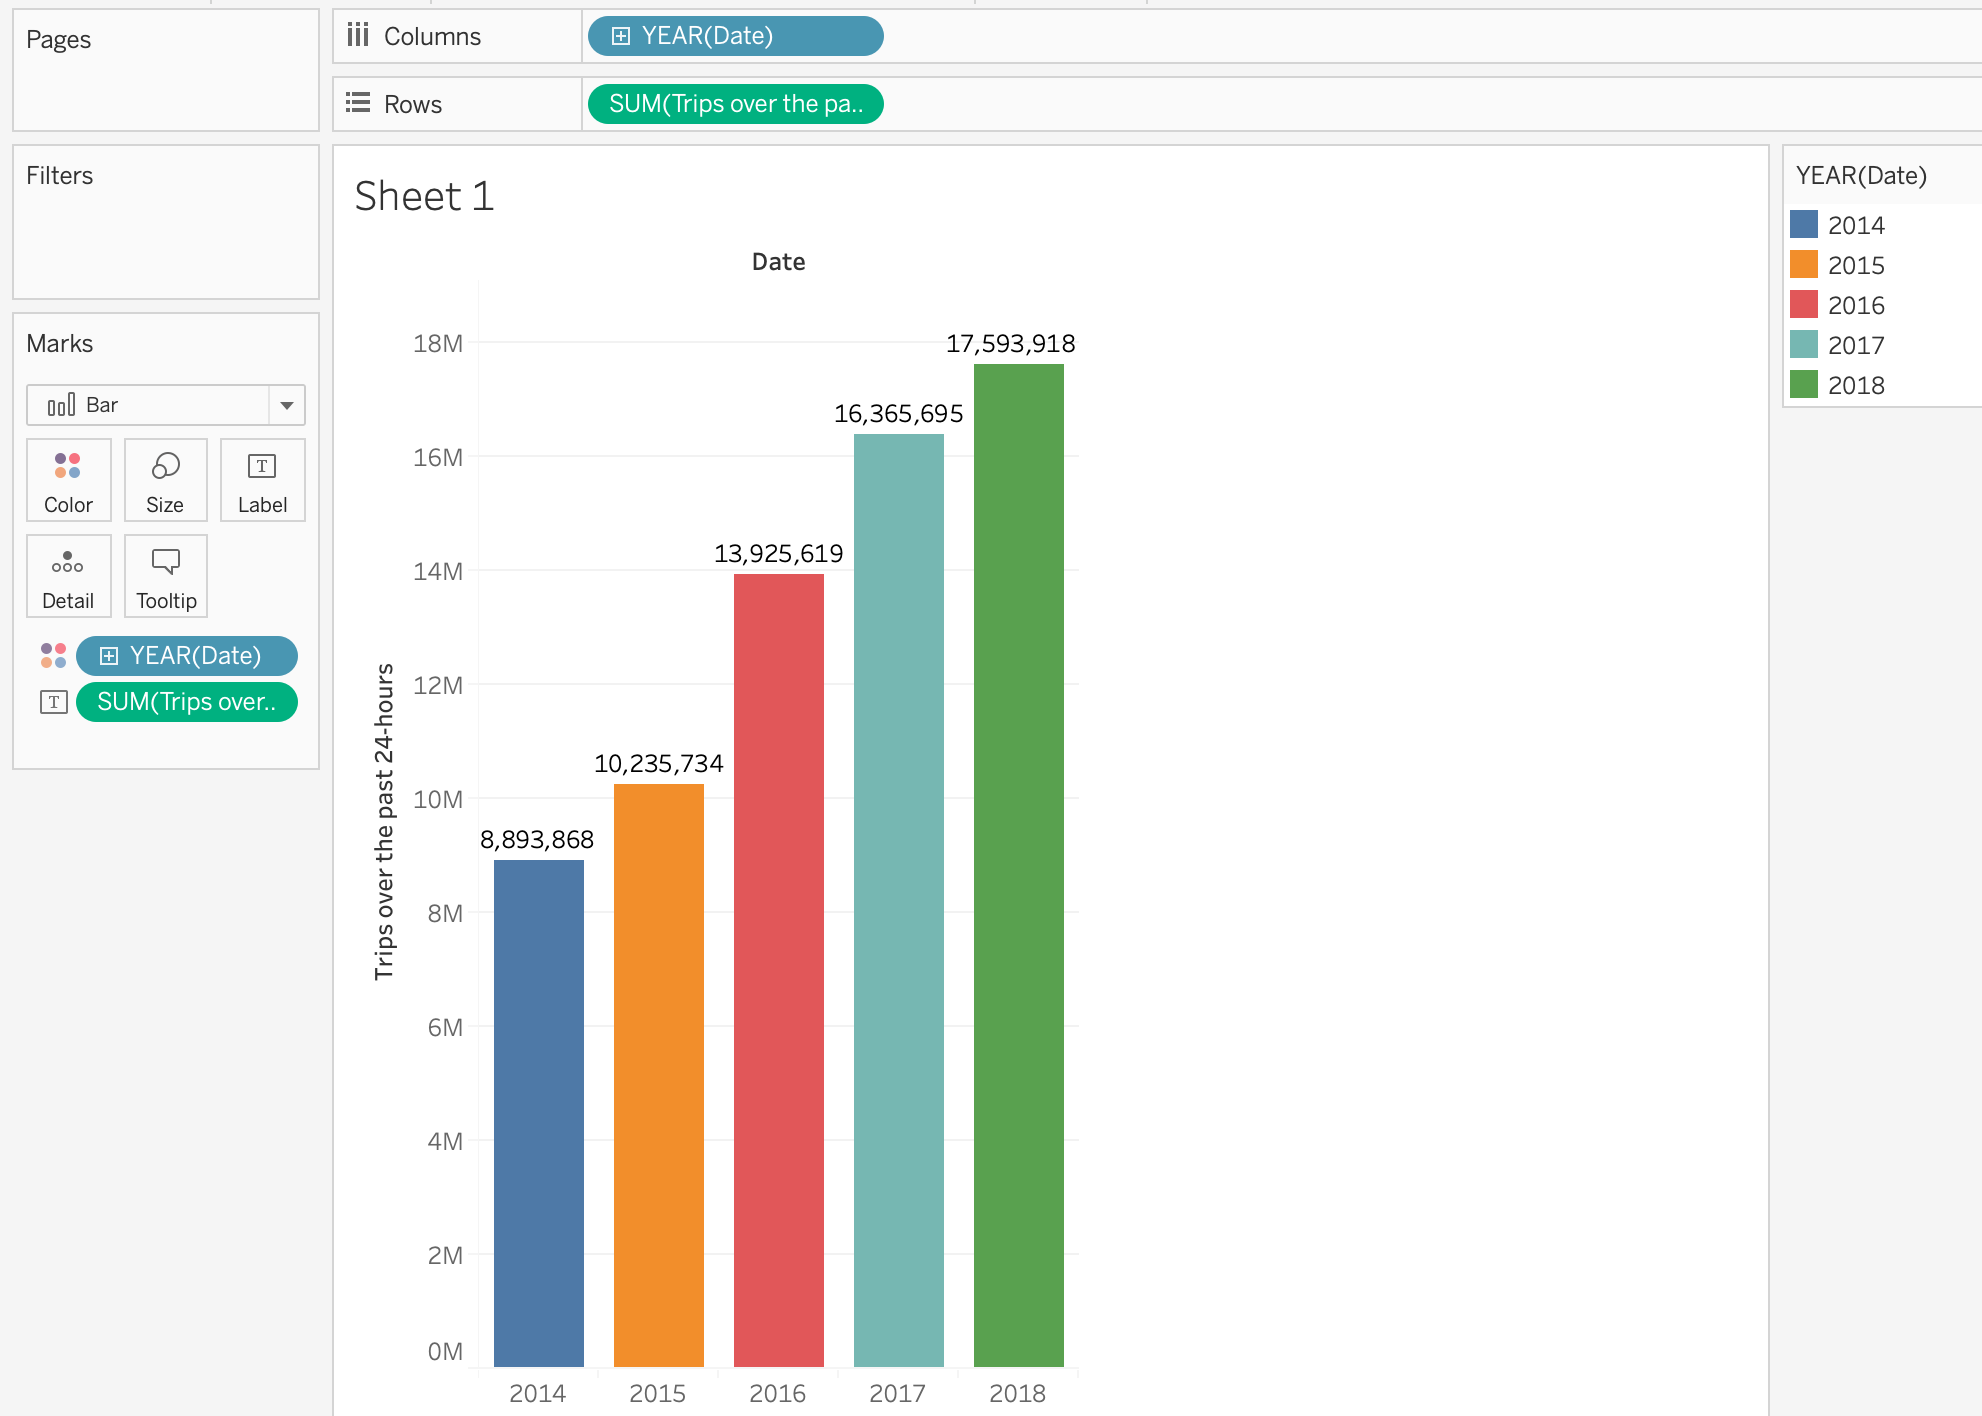 Pages
Columns
YEAR(Date)
Rows
SUM(Trips over the pa..
Filters
Marks
Bar
Color
Size
T
Label
Detail
Tooltip
YEAR(Date)
T
SUM(Trips over..
Sheet 1
Date
Trips over the past 24-hours
18M
16M
14M
12M
10M
8M
6M
4M
2M
0M
8,893,868
10,235,734
13,925,619
16,365,695
17,593,918
2014
2015
2016
2017
2018
YEAR(Date)
2014
2015
2016
2017
2018